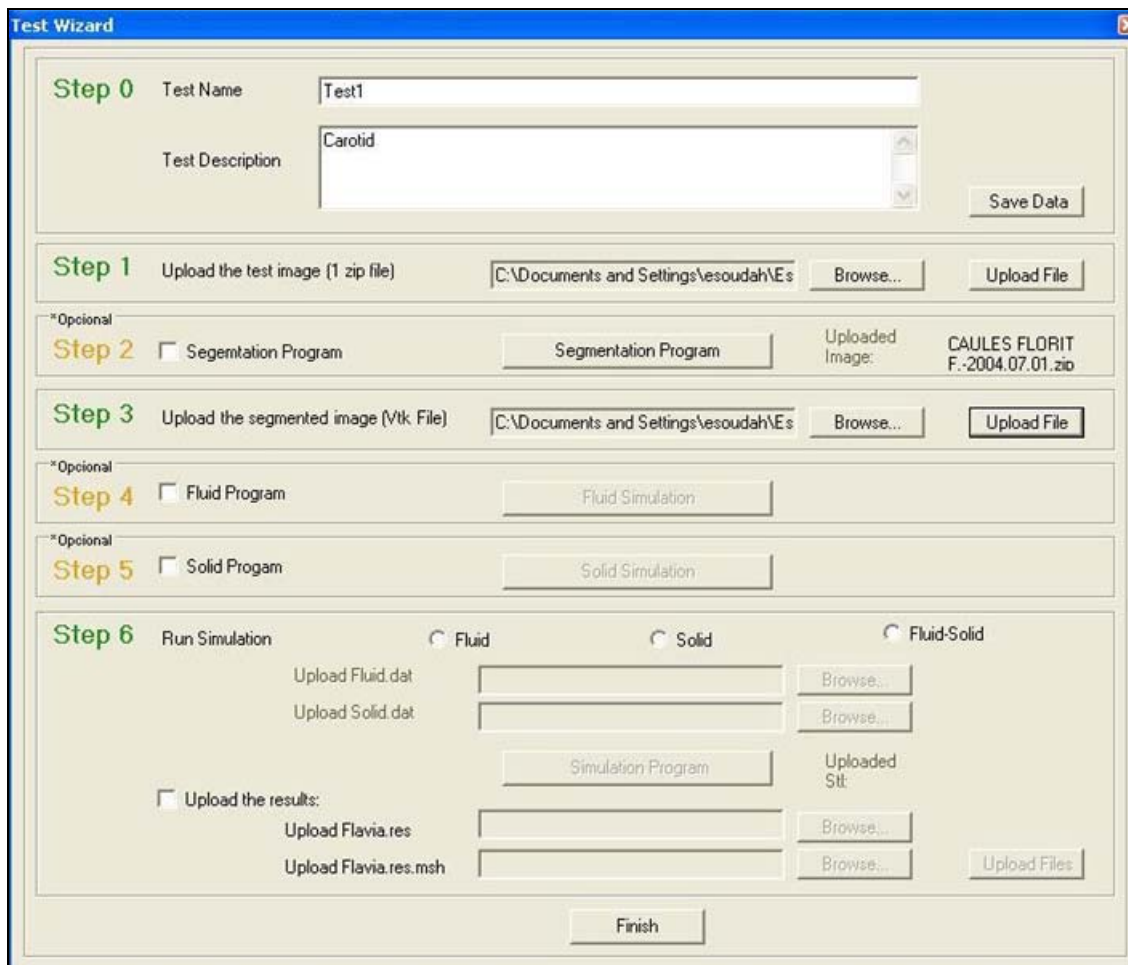 Test Wizard
Step 0 Test Name Test1
Test Description Carotid
Save Data
Step 1 Upload the test image (1 zip file) C:\Documents and Settings\esoudah\Es Browse... Upload File
*Opcional
Step 2 Segemtation Program Segmentation Program Uploaded Image: CAULES FLORIT F.-2004.07.01.zip
Step 3 Upload the segmented image (Vtk File) C:\Documents and Settings\esoudah\Es Browse... Upload File
*Opcional
Step 4 Fluid Program Fluid Simulation
*Opcional
Step 5 Solid Progam Solid Simulation
Step 6 Run Simulation Fluid Solid Fluid-Solid
Upload Fluid.dat Browse...
Upload Solid.dat Browse...
Simulation Program Uploaded Stl:
Upload the results:
Upload Flavia.res Browse...
Upload Flavia.res.msh Browse... Upload Files
Finish